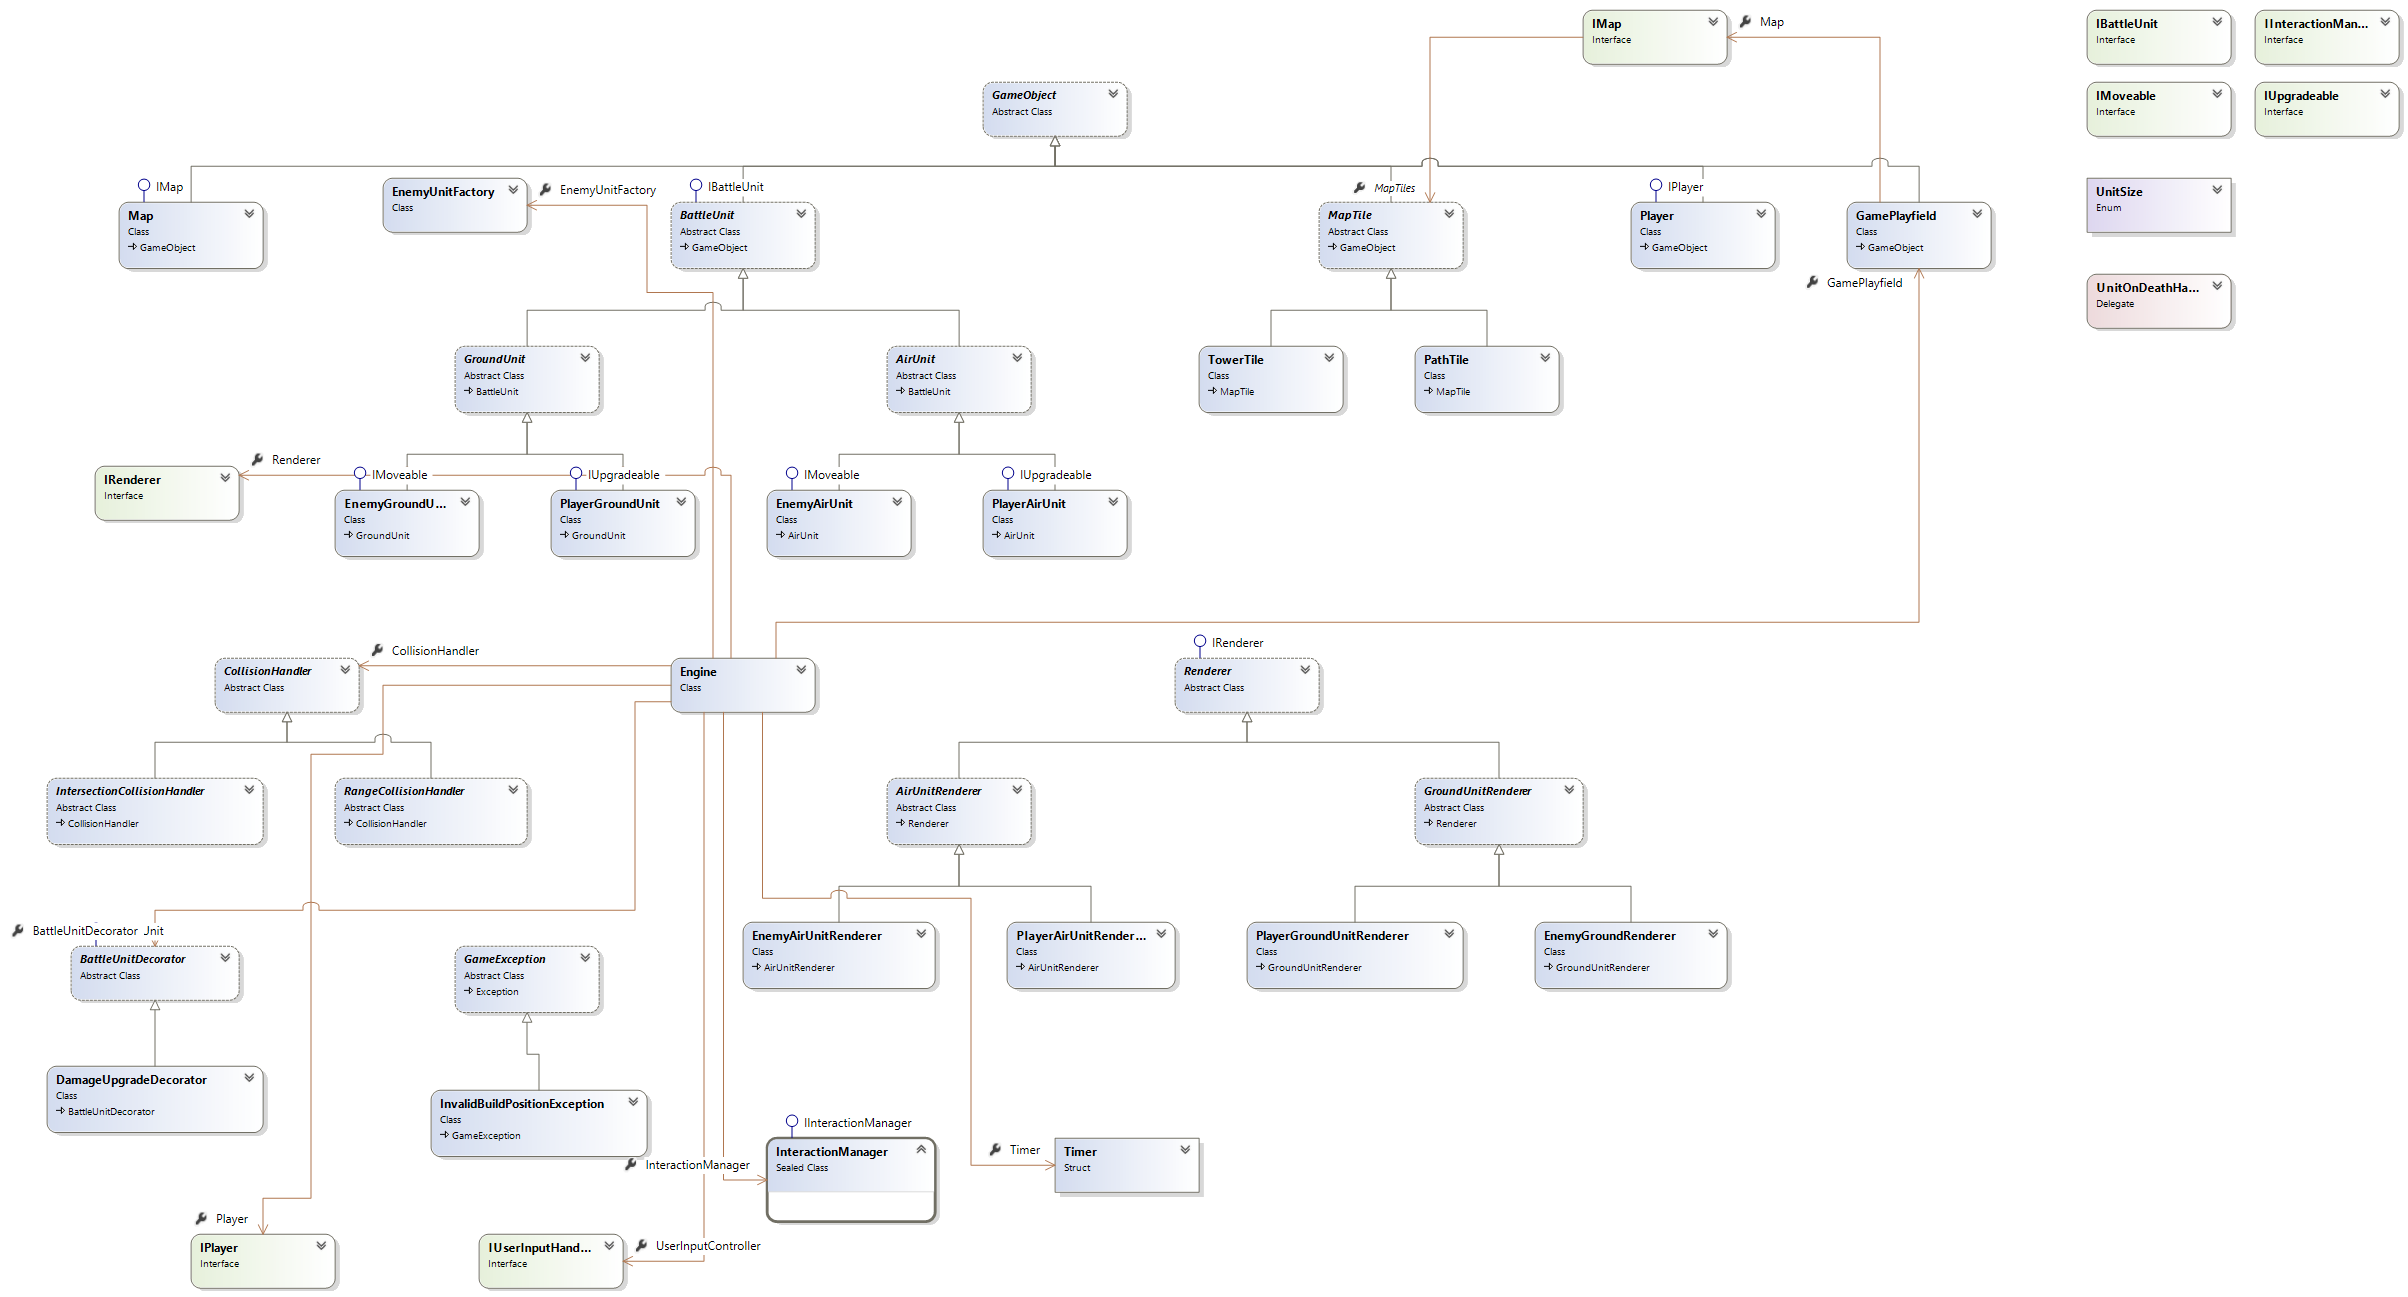 IMap
Interface
Map
IBattleUnit
Interface
IInteractionMan...
Interface
GameObject
Abstract Class
IMoveable
Interface
IUpgradeable
Interface
IMap
Map
Class
GameObject
EnemyUnitFactory
Class
EnemyUnitFactory
IBattleUnit
BattleUnit
Abstract Class
GameObject
MapTiles
MapTile
Abstract Class
GameObject
IPlayer
Player
Class
GameObject
GamePlayfield
Class
GameObject
GamePlayfield
UnitSize
Enum
UnitOnDeathHa...
Delegate
GroundUnit
Abstract Class
BattleUnit
AirUnit
Abstract Class
BattleUnit
TowerTile
Class
MapTile
PathTile
Class
MapTile
Renderer
IRenderer
Interface
IMoveable
EnemyGroundU...
Class
GroundUnit
IUpgradeable
PlayerGroundUnit
Class
GroundUnit
IMoveable
EnemyAirUnit
Class
AirUnit
IUpgradeable
PlayerAirUnit
Class
AirUnit
CollisionHandler
CollisionHandler
Abstract Class
Engine
Class
IRenderer
Renderer
Abstract Class
IntersectionCollisionHandler
Abstract Class
CollisionHandler
RangeCollisionHandler
Abstract Class
CollisionHandler
AirUnitRenderer
Abstract Class
Renderer
GroundUnitRenderer
Abstract Class
Renderer
BattleUnitDecorator
BattleUnitDecorator
Abstract Class
GameException
Abstract Class
Exception
EnemyAirUnitRenderer
Class
AirUnitRenderer
PlayerAirUnitRender...
Class
AirUnitRenderer
PlayerGroundUnitRenderer
Class
GroundUnitRenderer
EnemyGroundRenderer
Class
GroundUnitRenderer
DamageUpgradeDecorator
Class
BattleUnitDecorator
InvalidBuildPositionException
Class
GameException
InteractionManager
IInteractionManager
InteractionManager
Sealed Class
Timer
Timer
Struct
Player
IPlayer
Interface
IUserInputHand...
Interface
UserInputController